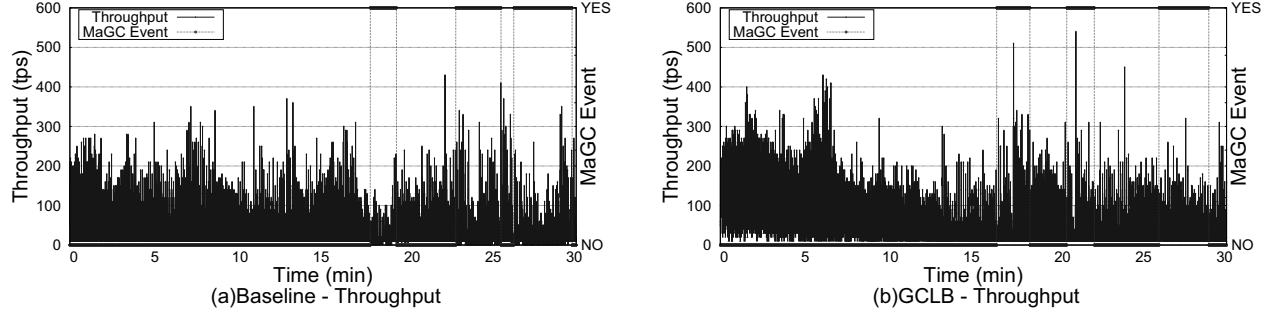 600 YES
Throughput
MaGC Event
500
400
300
200
100
0 NO
Throughput (tps)
MaGC Event
0 5 10 15 20 25 30
Time (min)
(a)Baseline - Throughput
600 YES
Throughput
MaGC Event
500
400
300
200
100
0 NO
Throughput (tps)
MaGC Event
0 5 10 15 20 25 30
Time (min)
(b)GCLB - Throughput